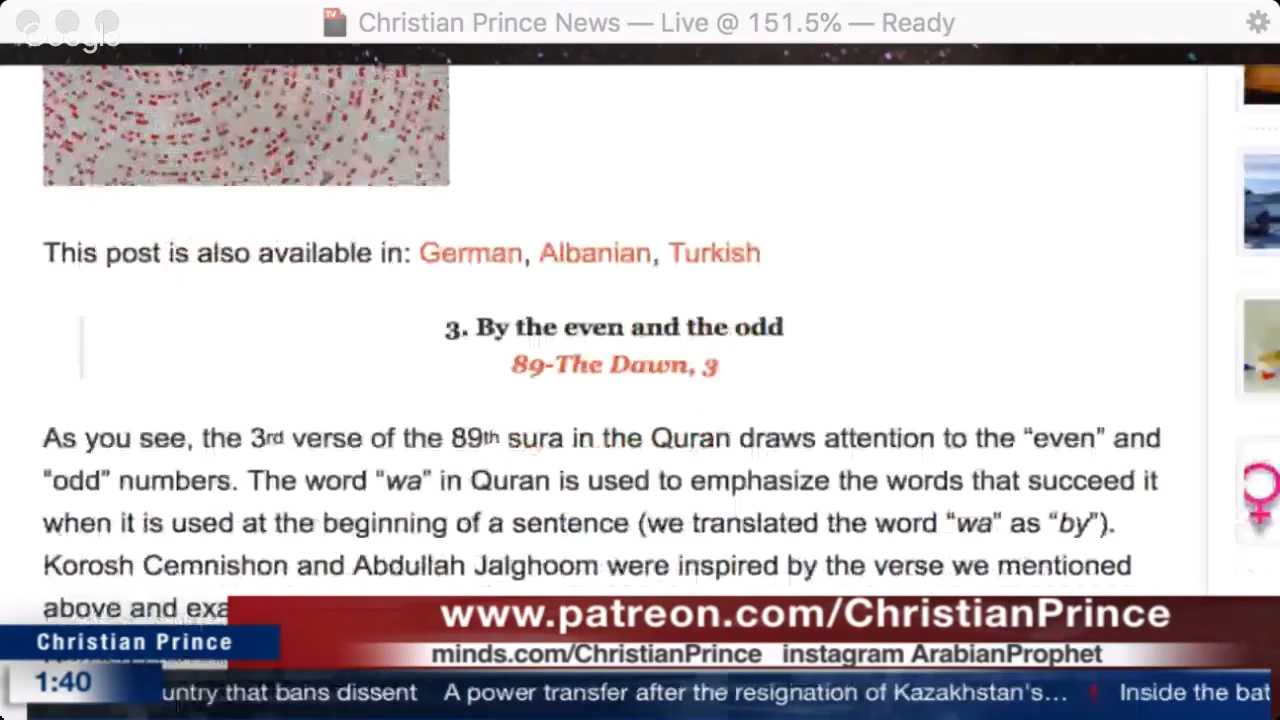 Christian Prince News — Live @ 151.5% — Ready
Google
This post is also available in: German, Albanian, Turkish
3. By the even and the odd
89-The Dawn, 3
As you see, the 3rd verse of the 89th sura in the Quran draws attention to the “even” and
“odd” numbers. The word “wa” in Quran is used to emphasize the words that succeed it
when it is used at the beginning of a sentence (we translated the word “wa” as “by”).
Korosh Cemnishon and Abdullah Jalghoom were inspired by the verse we mentioned
above and exa
www.patreon.com/ChristianPrince
Christian Prince
minds.com/ChristianPrince instagram ArabianProphet
1:40
untry that bans dissent A power transfer after the resignation of Kazakhstan's... Inside the bat